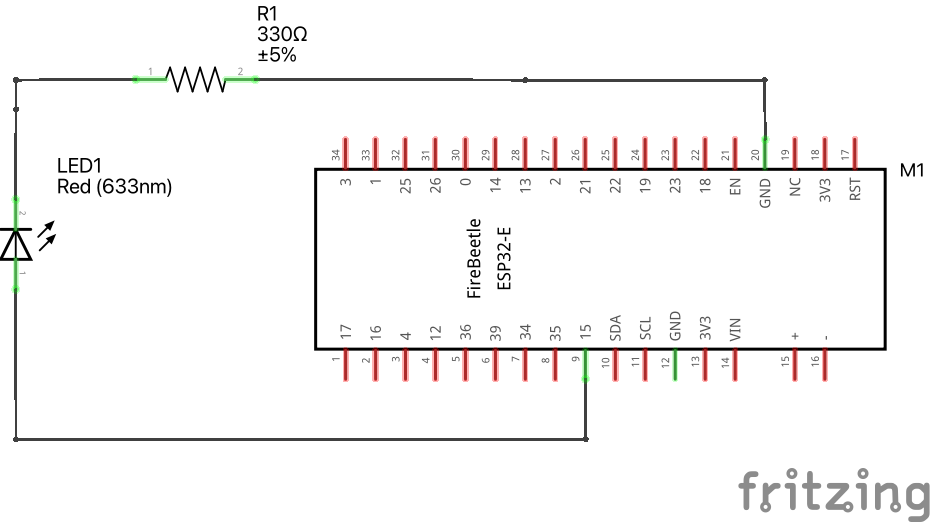 R1
330Ω
±5%
1
2
LED1
Red (633nm)
2
1
M1
34 33 32 31 30 29 28 27 26 25 24 23 22 21 20 19 18 17
3 1 25 26 0 14 13 2 21 22 19 23 18 EN GND NC 3V3 RST
FireBeetle
ESP32-E
17 16 4 12 36 39 34 35 15 SDA SCL GND 3V3 VIN + -
1 2 3 4 5 6 7 8 9 10 11 12 13 14 15 16
fritzing